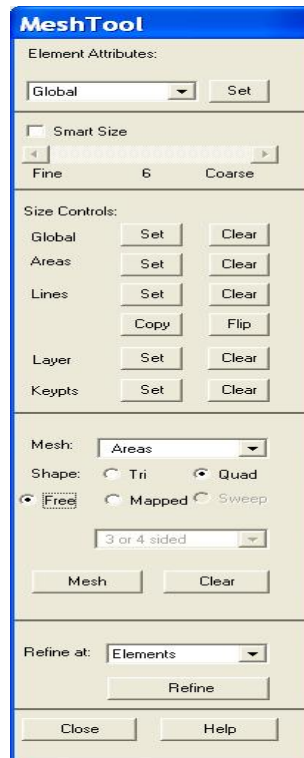 MeshTool
Element Attributes:
Global Set
Smart Size
Fine 6 Coarse
Size Controls:
Global Set Clear
Areas Set Clear
Lines Set Clear
Copy Flip
Layer Set Clear
Keypts Set Clear
Mesh: Areas
Shape: Tri Quad
Free Mapped Sweep
3 or 4 sided
Mesh Clear
Refine at: Elements
Refine
Close Help